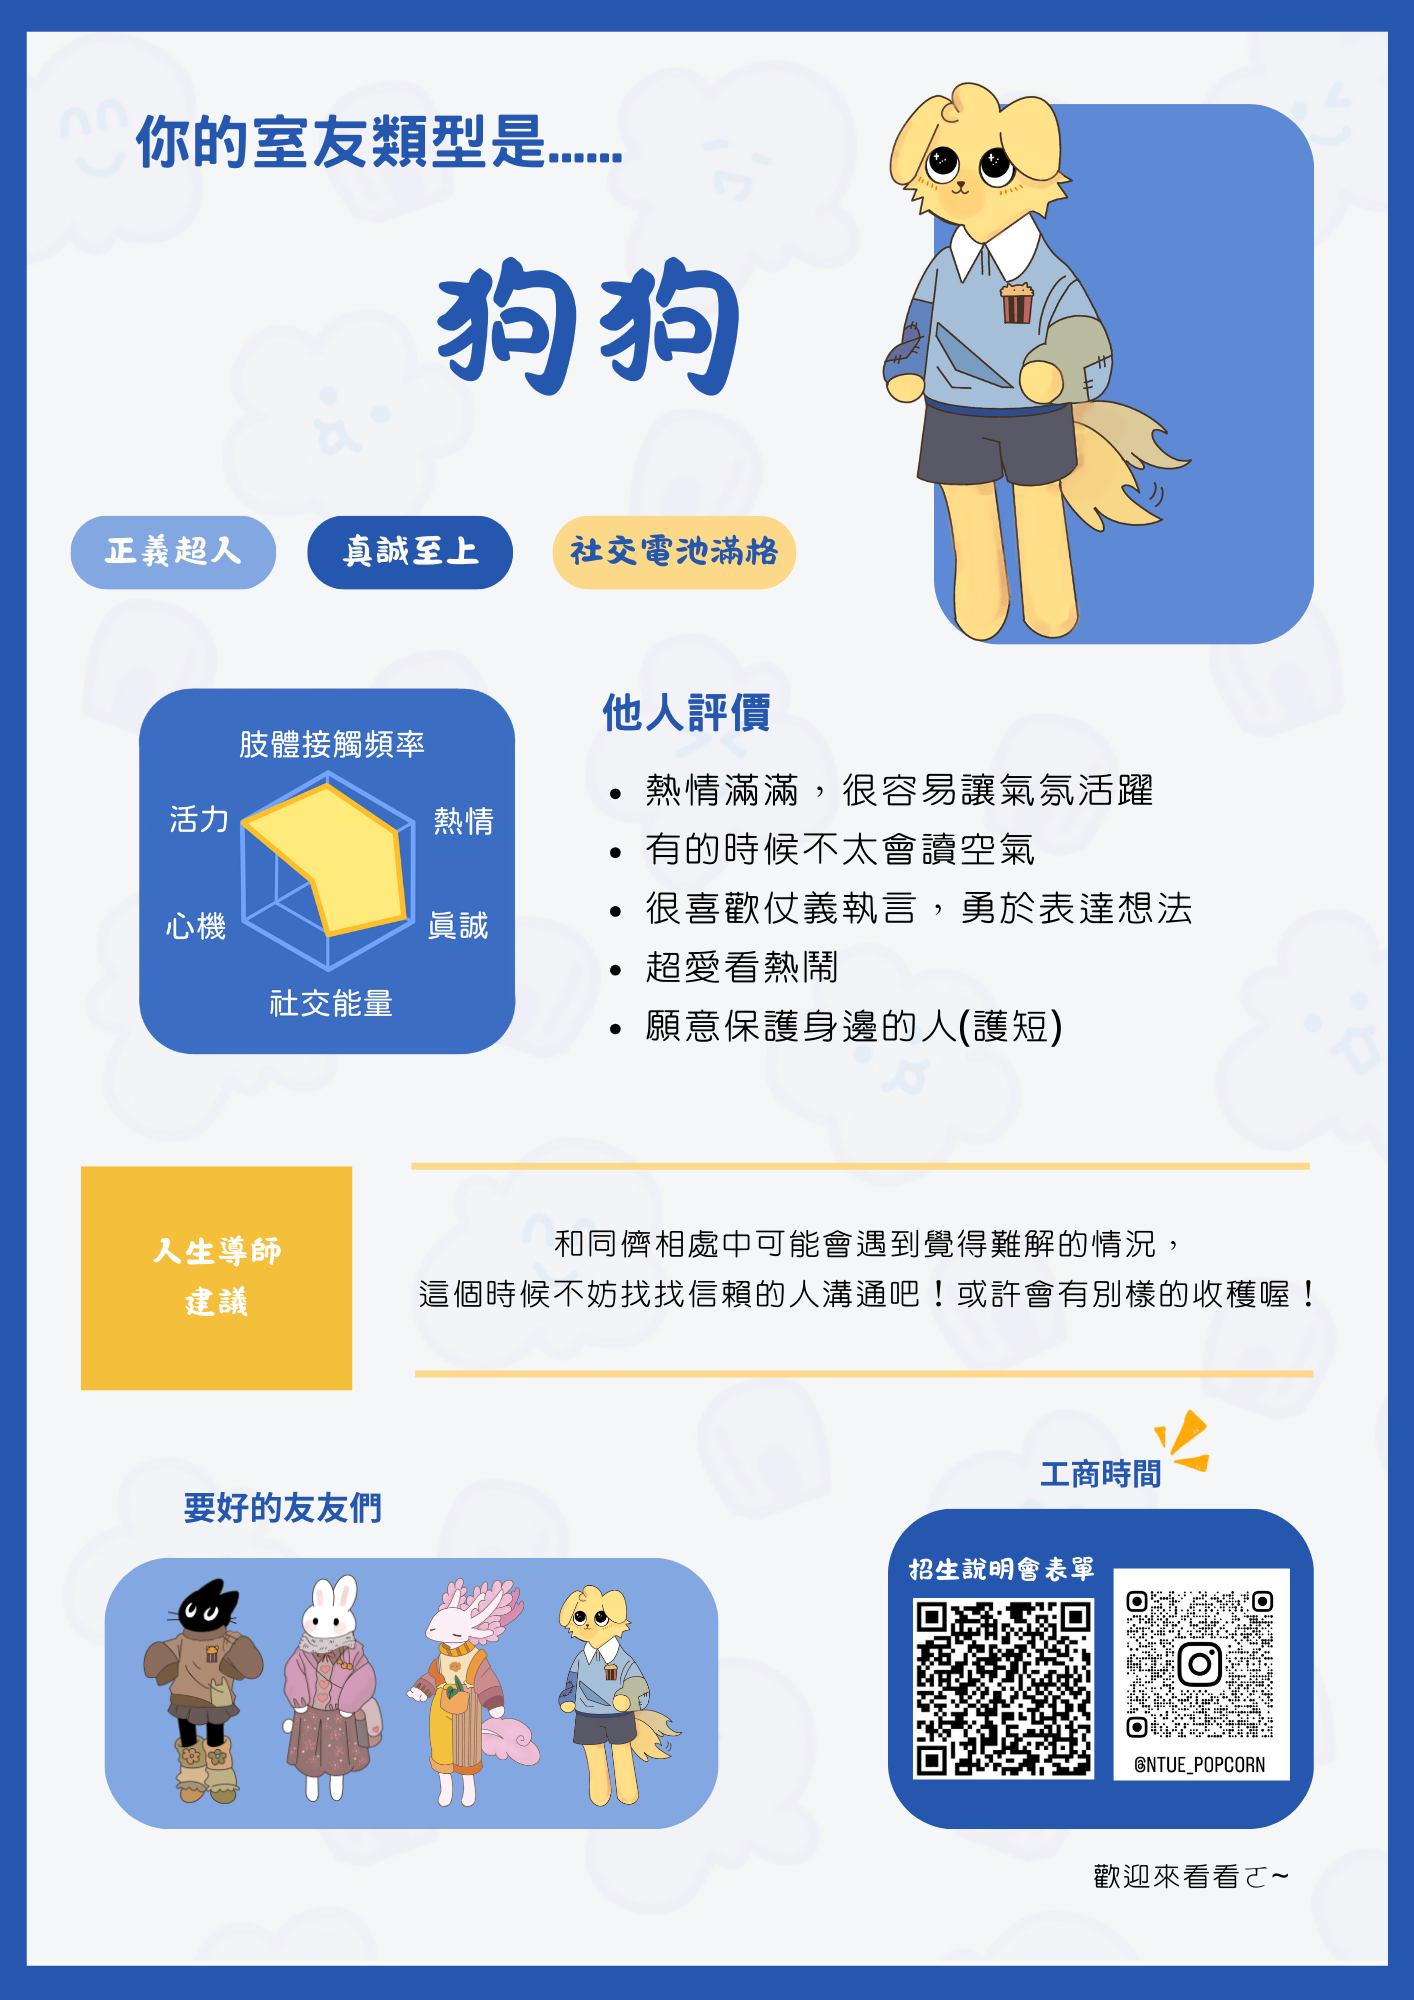 你的室友類型是......
狗狗
正義超人
真誠至上
社交電池滿格
肢體接觸頻率
活力
熱情
心機
真誠
社交能量
他人評價
• 熱情滿滿，很容易讓氣氛活躍
• 有的時候不太會讀空氣
• 很喜歡仗義執言，勇於表達想法
• 超愛看熱鬧
• 願意保護身邊的人(護短)
人生導師
建議
和同儕相處中可能會遇到覺得難解的情況，
這個時候不妨找找信賴的人溝通吧！或許會有別樣的收穫喔！
要好的友友們
工商時間
招生說明會表單
@NTUE_POPCORN
歡迎來看看ㄛ~